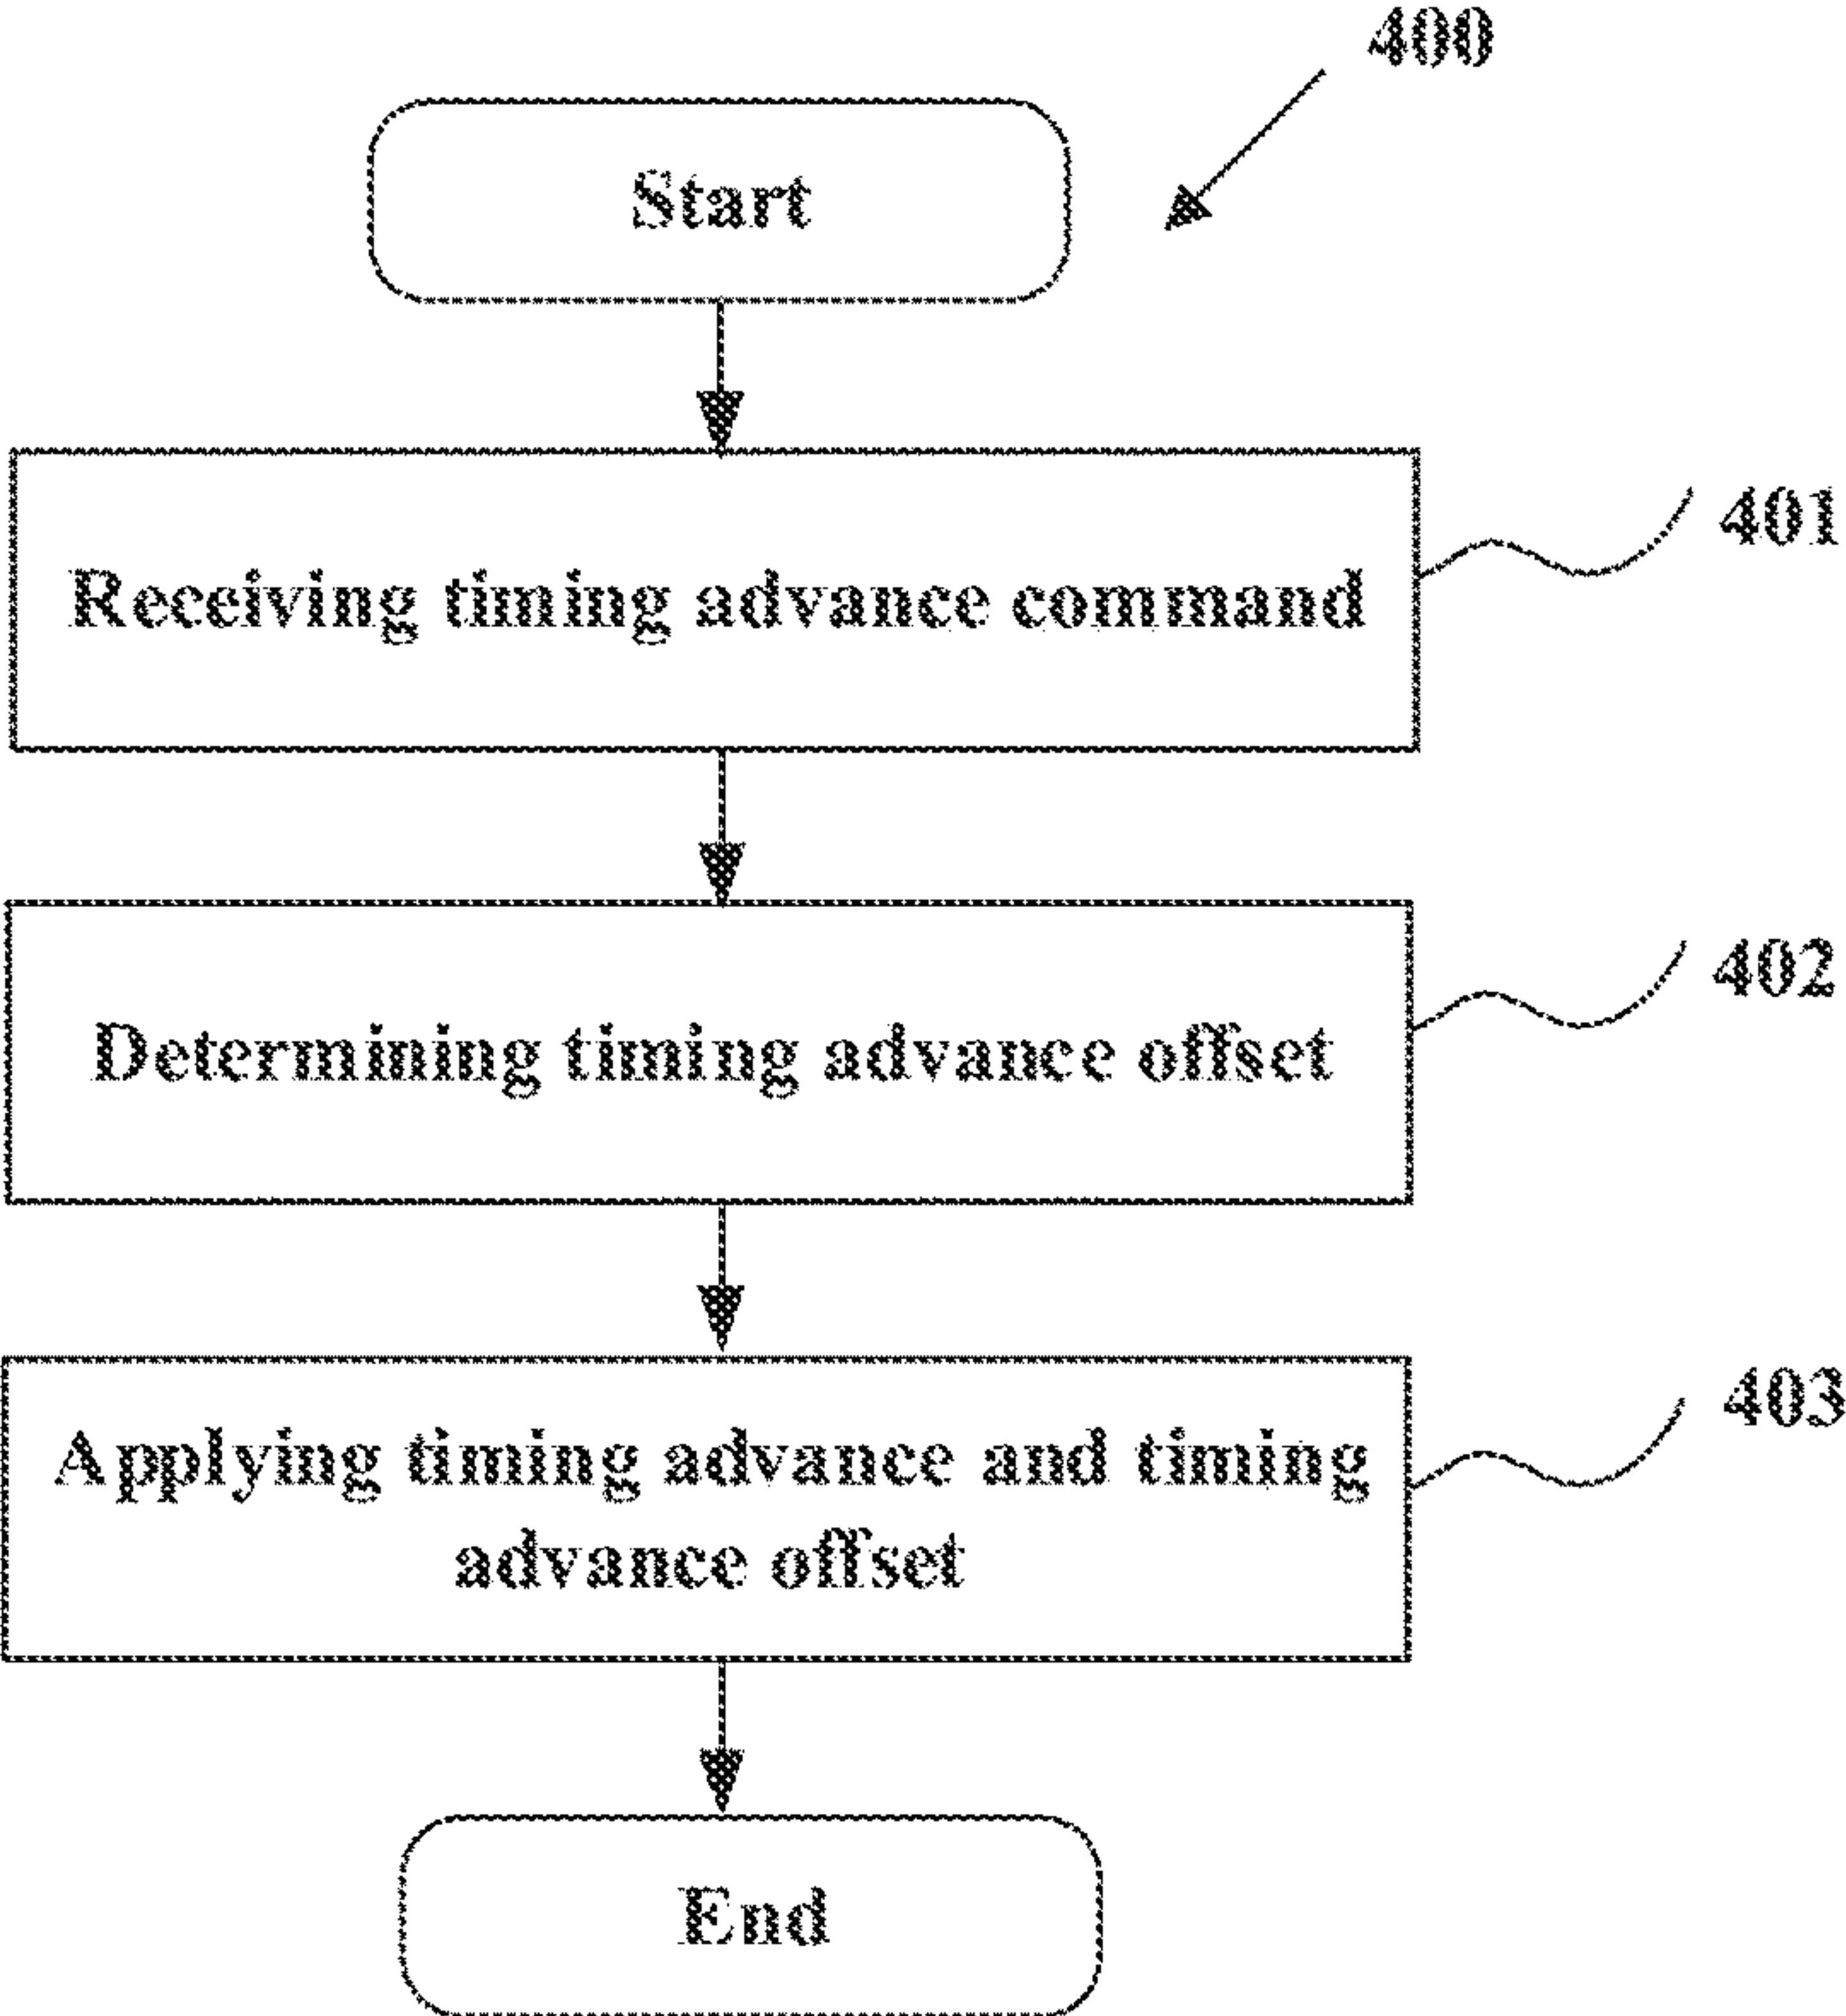 400
Start
Receiving timing advance command
401
Determining timing advance offset
402
Applying timing advance and timing
advance offset
403
End